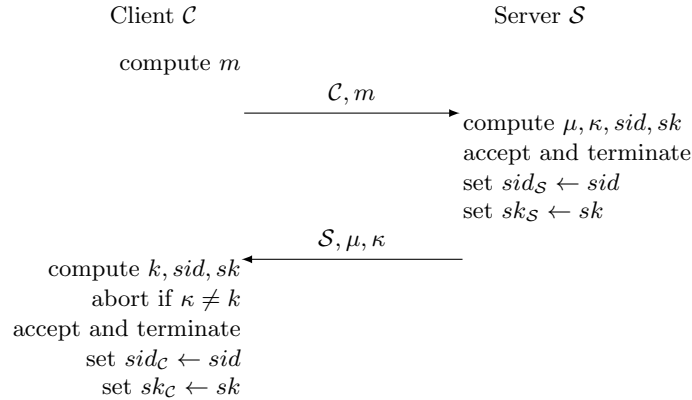 Client 𝒞
Server 𝒮
compute m
𝒞, m
compute μ, κ, sid, sk
accept and terminate
set sid_𝒮 ← sid
set sk_𝒮 ← sk
𝒮, μ, κ
compute k, sid, sk
abort if κ ≠ k
accept and terminate
set sid_𝒞 ← sid
set sk_𝒞 ← sk